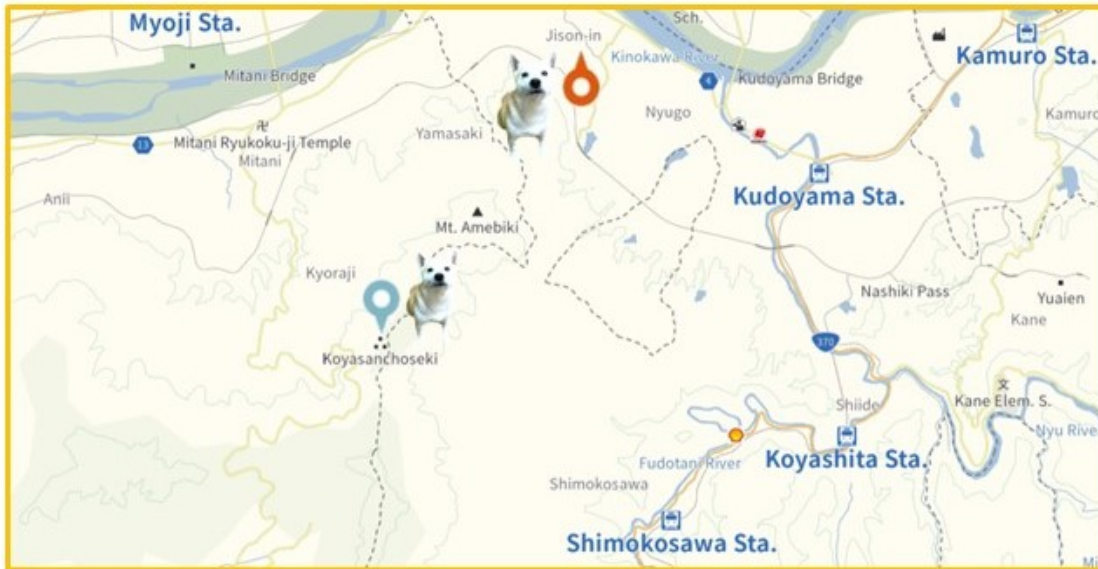 Myoji Sta.
Sch.
Jison-in
Kamuro Sta.
Kinokawa River
Mitani Bridge
4
Kudoyama Bridge
Kamuro
Yamasaki
Nyugo
13
Mitani Ryukoku-ji Temple
Mitani
Kudoyama Sta.
Anii
Mt. Amebiki
Kyoraji
Nashiki Pass
Yuaien
Kane
370
Koyasanchoseki
Shiide
Kane Elem. S.
Nyu River
Koyashita Sta.
Fudotani River
Shimokosawa
Shimokosawa Sta.